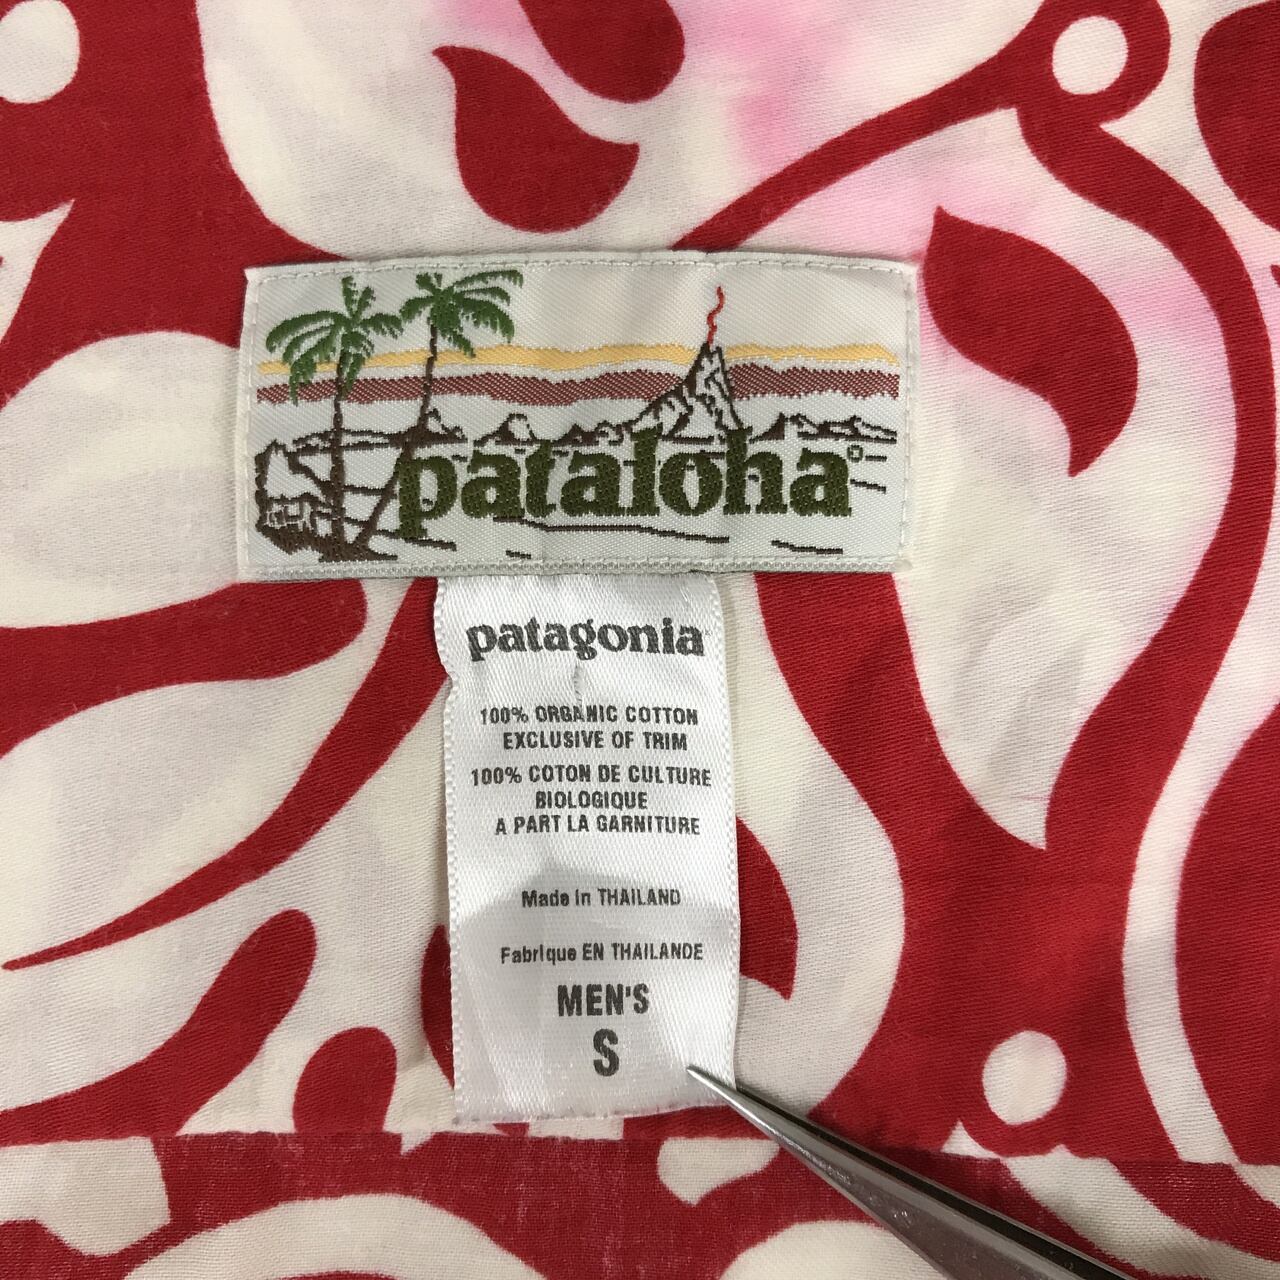 pataloha
patagonia
100% ORGANIC COTTON
EXCLUSIVE OF TRIM
100% COTON DE CULTURE
BIOLOGIQUE
A PART LA GARNITURE
Made in THAILAND
Fabrique EN THAILANDE
MEN'S
S